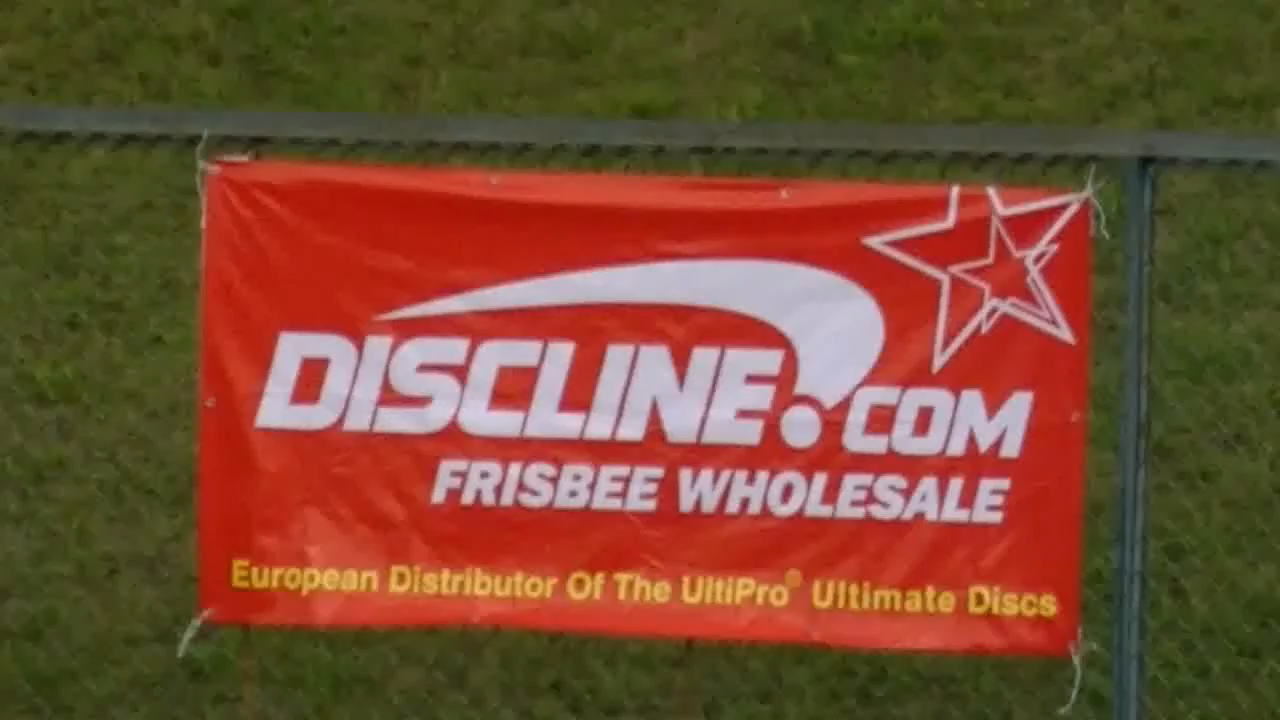 DISCLINE.COM
FRISBEE WHOLESALE
European Distributor Of The UltiPro® Ultimate Discs